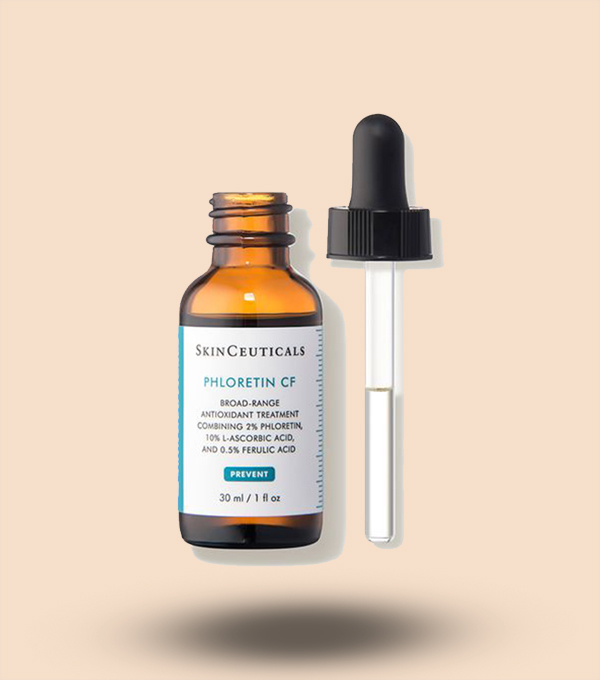 SKINCEUTICALS
PHLORETIN CF
BROAD-RANGE
ANTIOXIDANT TREATMENT
COMBINING 2% PHLORETIN,
10% L-ASCORBIC ACID,
AND 0.5% FERULIC ACID
PREVENT
30 ml / 1 fl oz